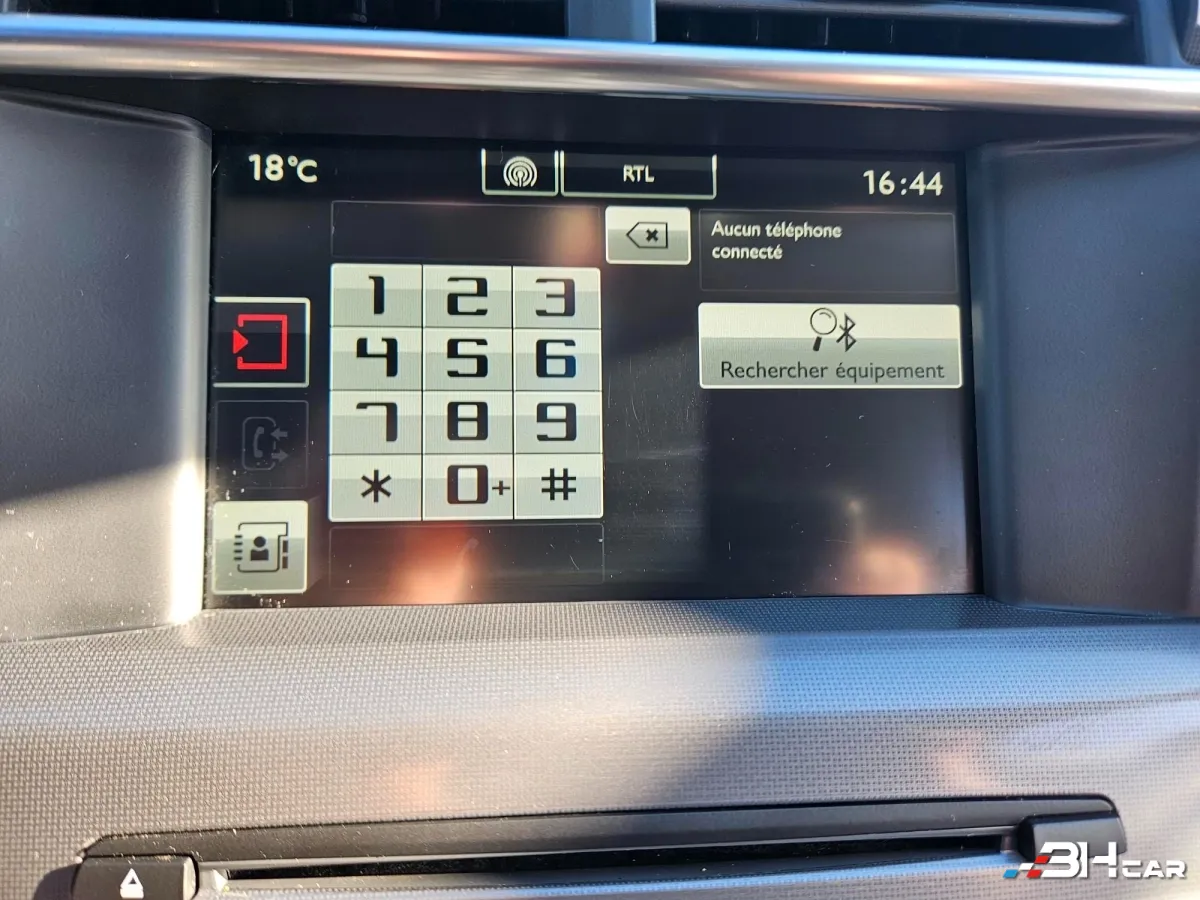 18°C
RTL
16:44
Aucun téléphone
connecté
1 2 3
4 5 6
7 8 9
* 0+ #
Rechercher équipement
3HCAR